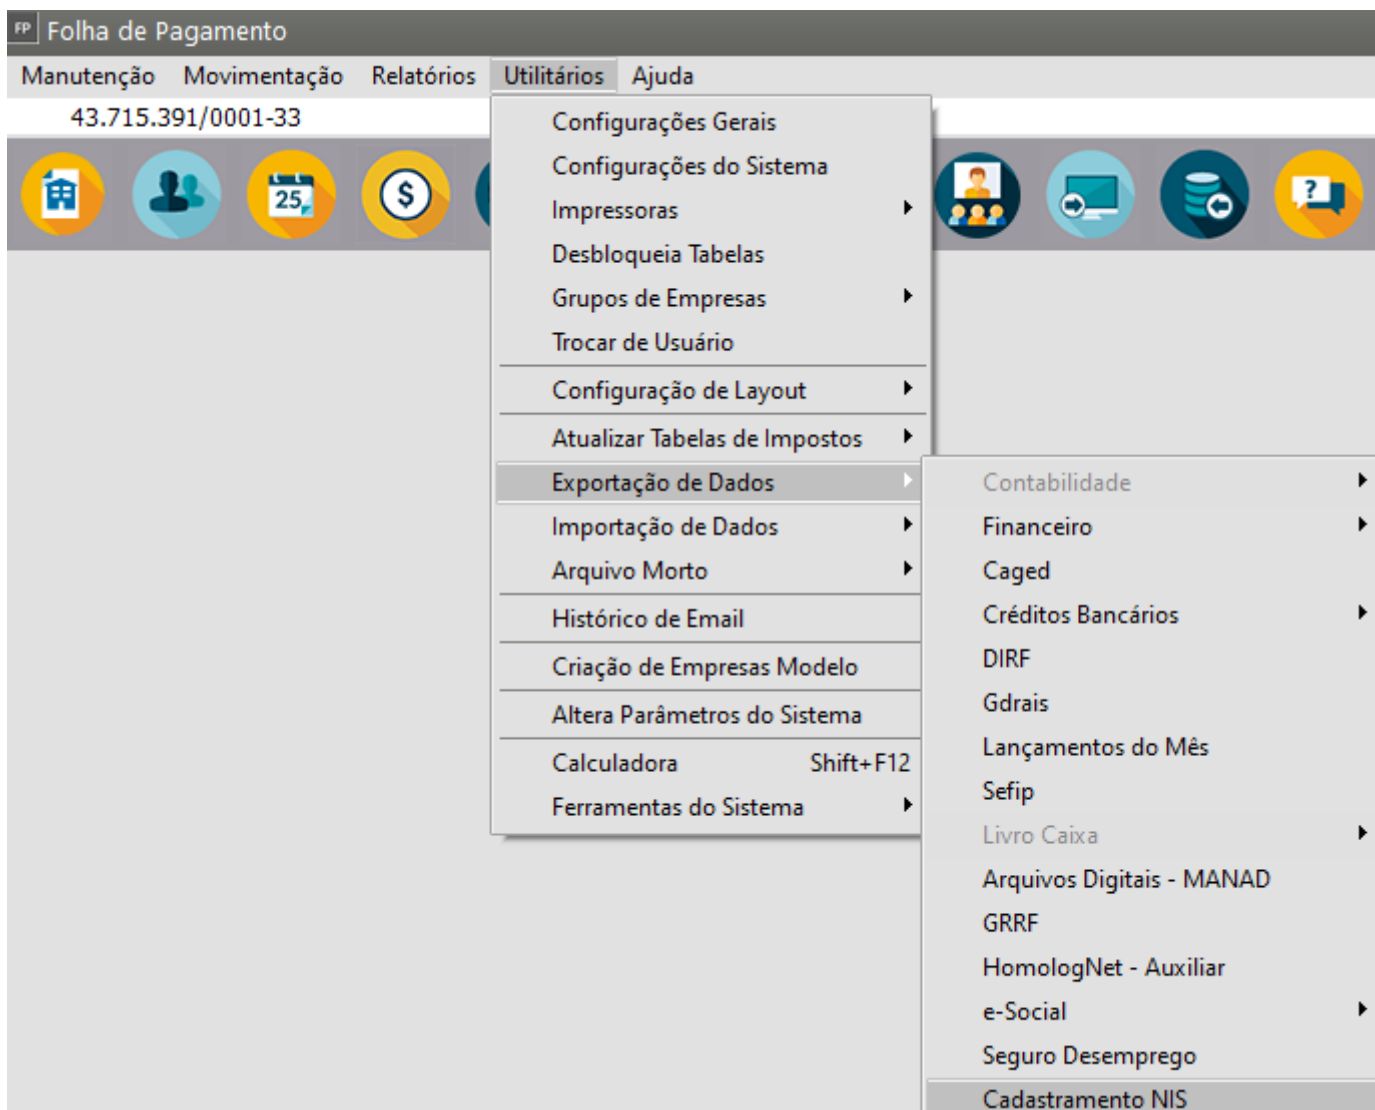 FP Folha de Pagamento
Manutenção Movimentação Relatórios Utilitários Ajuda
43.715.391/0001-33
25
$
?
Configurações Gerais
Configurações do Sistema
Impressoras
Desbloqueia Tabelas
Grupos de Empresas
Trocar de Usuário
Configuração de Layout
Atualizar Tabelas de Impostos
Exportação de Dados
Importação de Dados
Arquivo Morto
Histórico de Email
Criação de Empresas Modelo
Altera Parâmetros do Sistema
Calculadora Shift+F12
Ferramentas do Sistema
Contabilidade
Financeiro
Caged
Créditos Bancários
DIRF
Gdrais
Lançamentos do Mês
Sefip
Livro Caixa
Arquivos Digitais - MANAD
GRRF
HomologNet - Auxiliar
e-Social
Seguro Desemprego
Cadastramento NIS